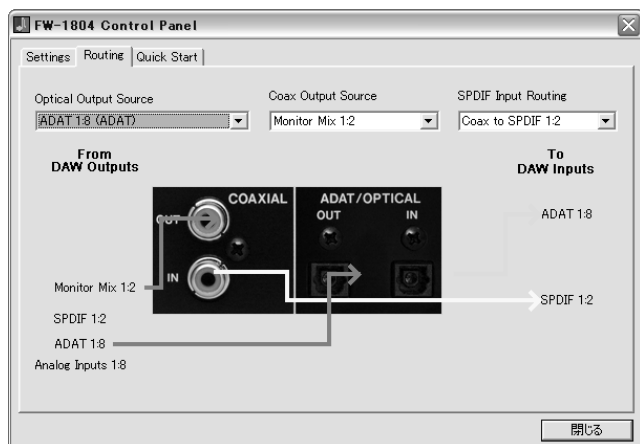 FW-1804 Control Panel
Settings Routing Quick Start
Optical Output Source
Coax Output Source
SPDIF Input Routing
ADAT 1:8 (ADAT)
Monitor Mix 1:2
Coax to SPDIF 1:2
From
DAW Outputs
To
DAW Inputs
COAXIAL
OUT
IN
ADAT/OPTICAL
OUT
IN
ADAT 1:8
Monitor Mix 1:2
SPDIF 1:2
SPDIF 1:2
ADAT 1:8
Analog Inputs 1:8
閉じる